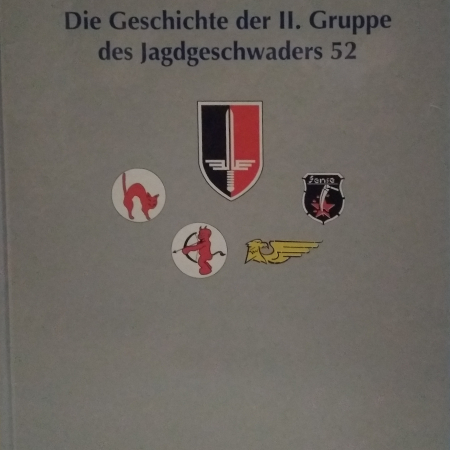 Die Geschichte der II. Gruppe
des Jagdgeschwaders 52